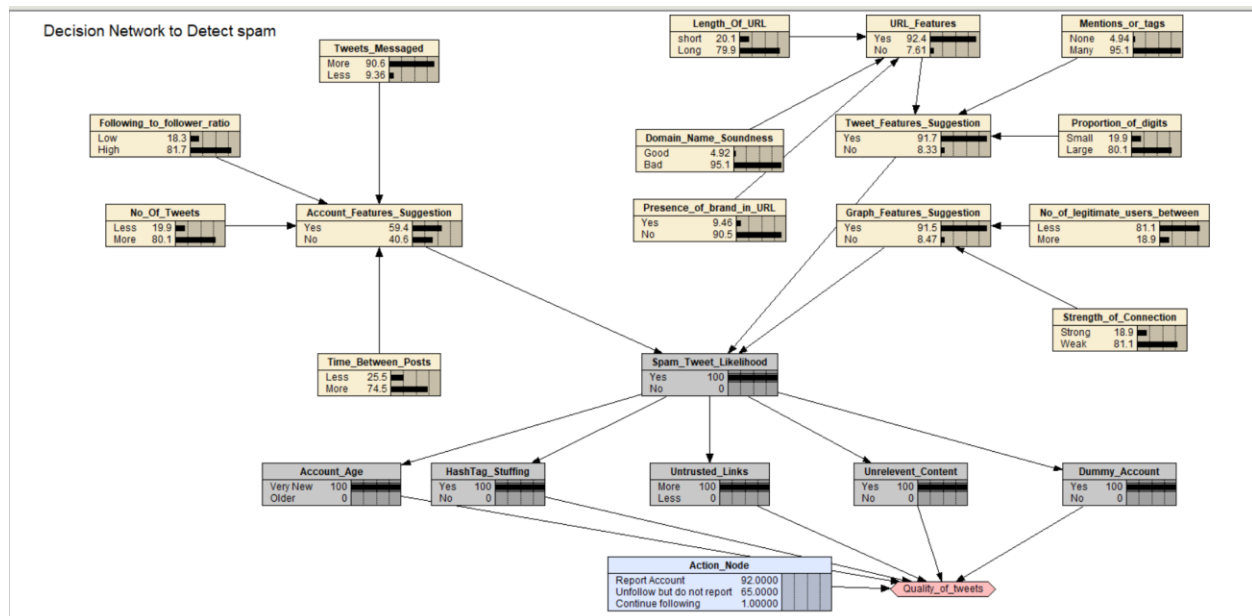 Decision Network to Detect spam
Tweets_Messaged
More 90.6
Less 9.36
Length_Of_URL
short 20.1
Long 79.9
URL_Features
Yes 92.4
No 7.61
Mentions_or_tags
None 4.94
Many 95.1
Following_to_follower_ratio
Low 18.3
High 81.7
Domain_Name_Soundness
Good 4.92
Bad 95.1
Tweet_Features_Suggestion
Yes 91.7
No 8.33
Proportion_of_digits
Small 19.9
Large 80.1
No_Of_Tweets
Less 19.9
More 80.1
Account_Features_Suggestion
Yes 59.4
No 40.6
Presence_of_brand_in_URL
Yes 9.46
No 90.5
Graph_Features_Suggestion
Yes 91.5
No 8.47
No_of_legitimate_users_between
Less 81.1
More 18.9
Strength_of_Connection
Strong 18.9
Weak 81.1
Time_Between_Posts
Less 25.5
More 74.5
Spam_Tweet_Likelihood
Yes 100
No 0
Account_Age
Very New 100
Older 0
HashTag_Stuffing
Yes 100
No 0
Untrusted_Links
More 100
Less 0
Unrelevent_Content
Yes 100
No 0
Dummy_Account
Yes 100
No 0
Action_Node
Report Account 92.0000
Unfollow but do not report 65.0000
Continue following 1.00000
Quality_of_tweets